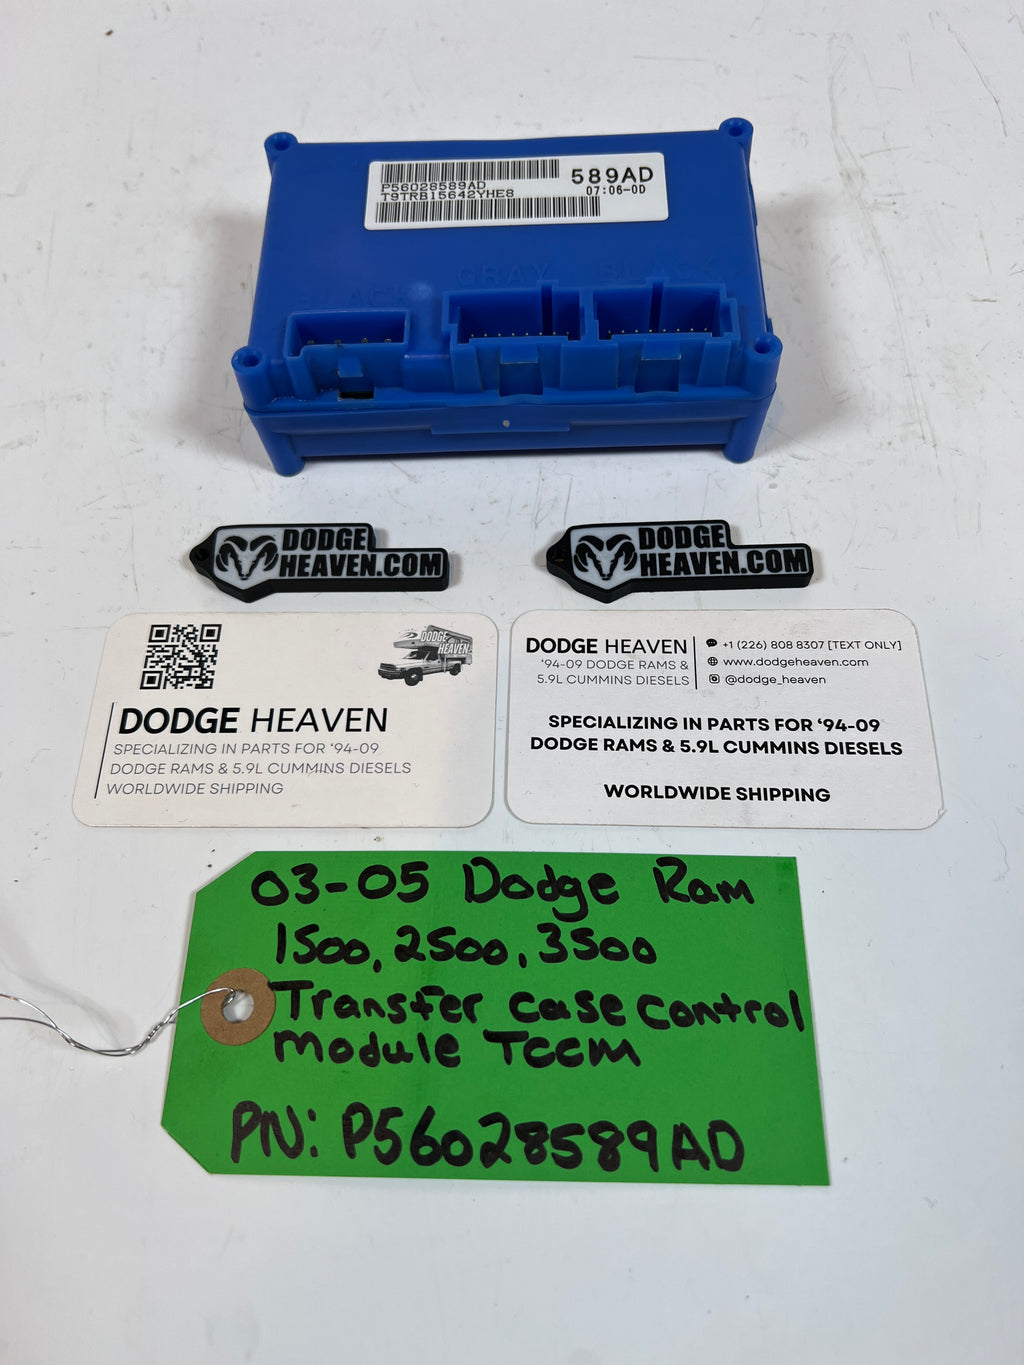 P56028589AD
T9TRB15642YHE8
589AD
07:06-0D
BLACK
GRAY
BLACK
DODGE
HEAVEN.COM
DODGE
HEAVEN.COM
DODGE
HEAVEN
DODGE HEAVEN
SPECIALIZING IN PARTS FOR ‘94-09
DODGE RAMS & 5.9L CUMMINS DIESELS
WORLDWIDE SHIPPING
DODGE HEAVEN
‘94-09 DODGE RAMS &
5.9L CUMMINS DIESELS
+1 (226) 808 8307 [TEXT ONLY]
www.dodgeheaven.com
@dodge_heaven
SPECIALIZING IN PARTS FOR ‘94-09
DODGE RAMS & 5.9L CUMMINS DIESELS
WORLDWIDE SHIPPING
03-05 Dodge Ram
1500, 2500, 3500
Transfer case control
Module TCCM
PN: P56028589AD